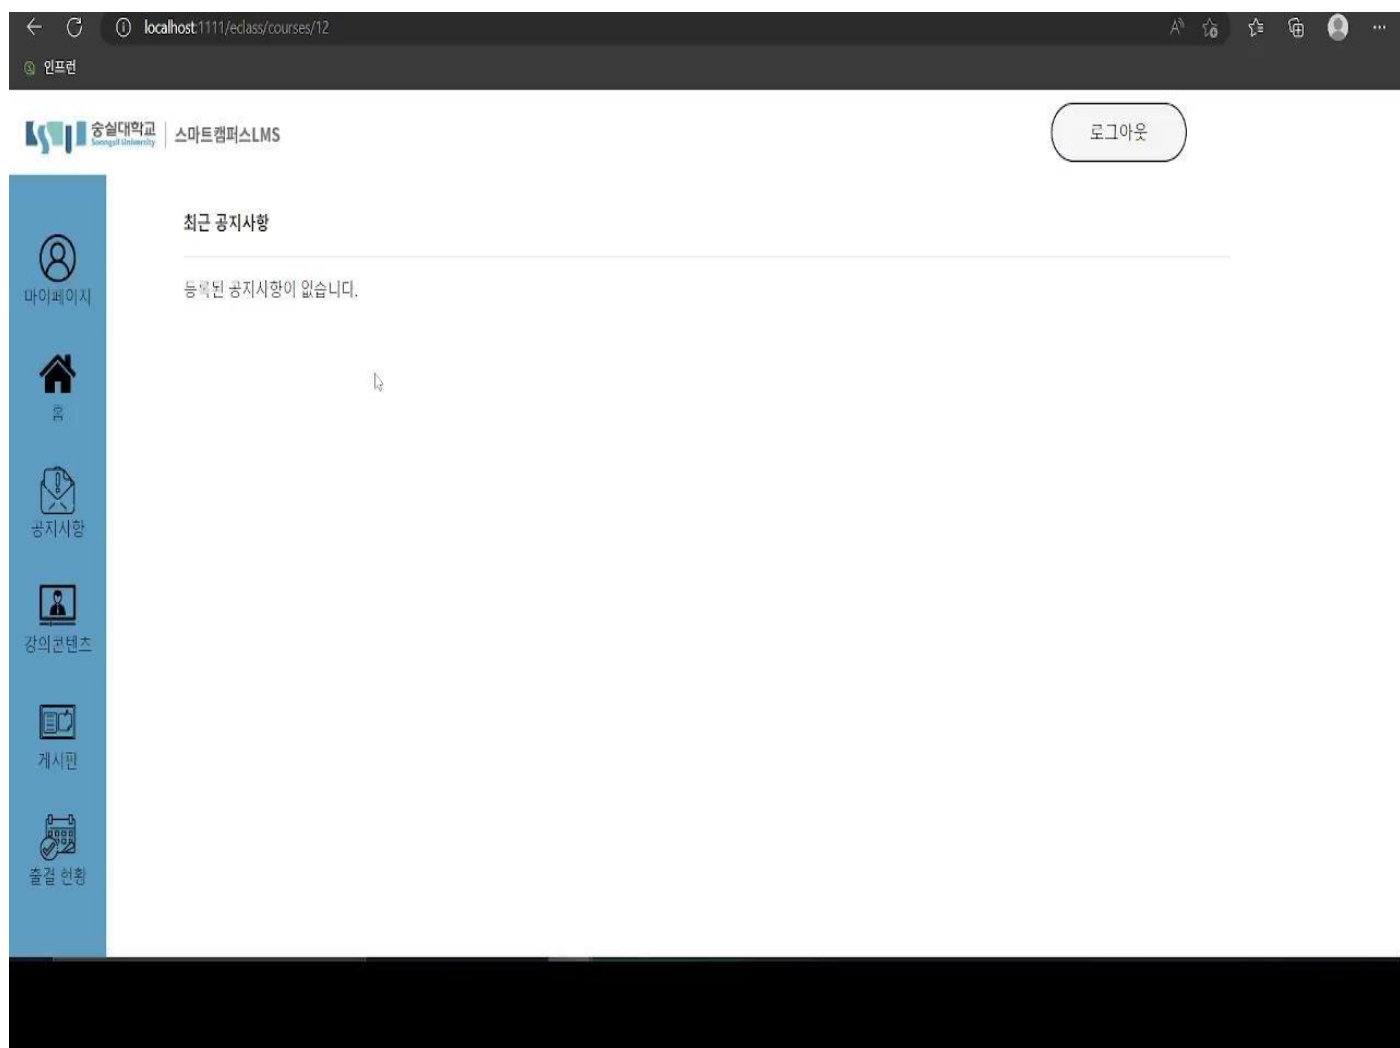 localhost:1111/eclass/courses/12
인프런
숭실대학교
Soongsil University
스마트캠퍼스LMS
로그아웃
최근 공지사항
등록된 공지사항이 없습니다.
마이페이지
홈
공지사항
강의콘텐츠
게시판
출결 현황